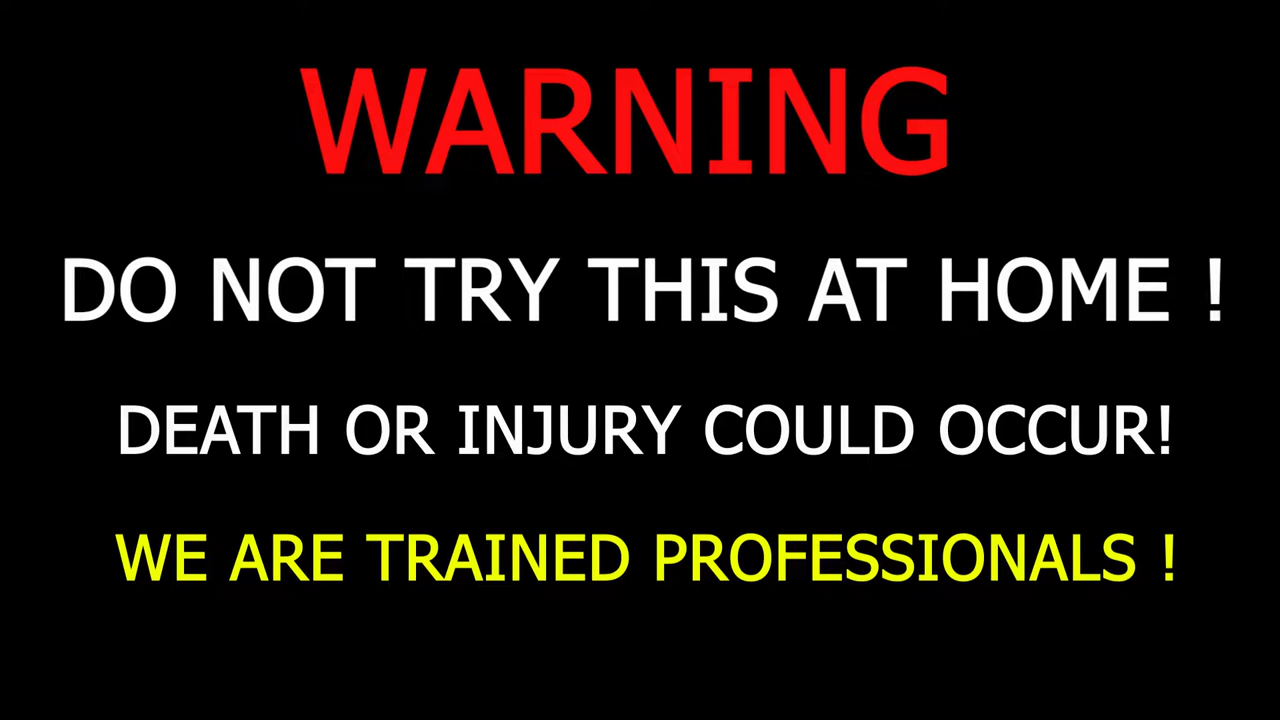 WARNING
DO NOT TRY THIS AT HOME !
DEATH OR INJURY COULD OCCUR!
WE ARE TRAINED PROFESSIONALS !